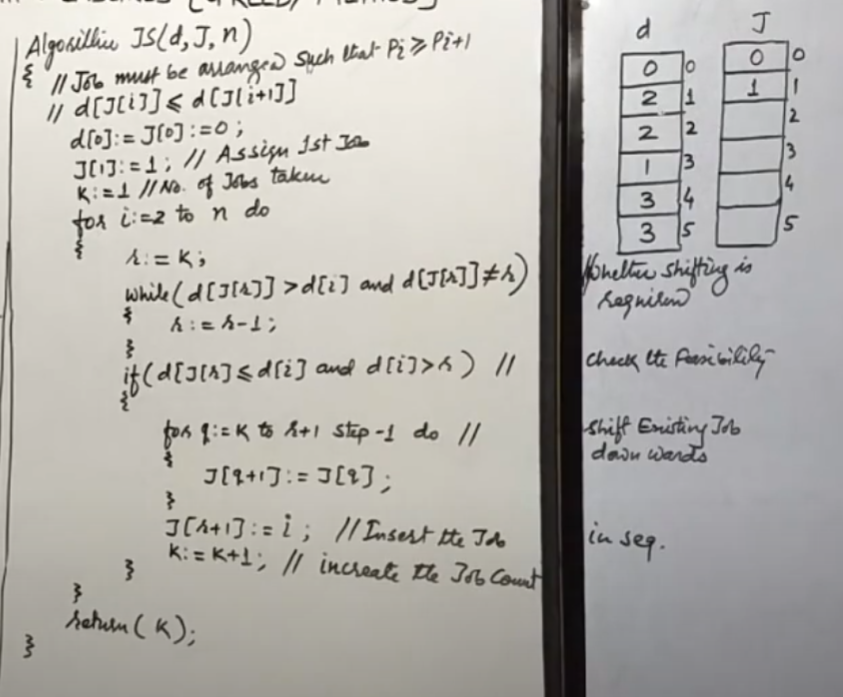 Algorithm JS(d, J, n)
{ // Job must be arranged such that Pi ≥ Pi+1
// d[J[i]] ≤ d[J[i+1]]
d[0] := J[0] := 0;
J[1] := 1; // Assign 1st Job
K := 1 // No. of Jobs taken
for i := 2 to n do
{
r := K;
while(d[J[r]] > d[i] and d[J[r]] ≠ r)
{
r := r-1;
}
if(d[J[r] ≤ d[i] and d[i] > r) //
{
for q := K to r+1 step -1 do //
{
J[q+1] := J[q];
}
J[r+1] := i; // Insert the Job
K := K+1; // increate the Job Count
}
}
return(K);
}
d J
0 0 0 0
2 1 1 1
2 2 2
1 3 3
3 4 4
3 5 5
Whether shifting is
required
check the feasibility
shift Existing Job
down wards
in seq.